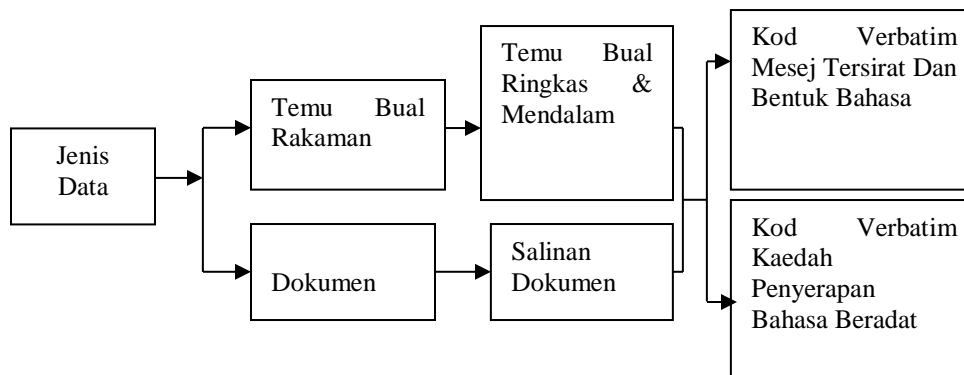 Jenis
Data
Temu Bual
Rakaman
Dokumen
Temu Bual
Ringkas &
Mendalam
Salinan
Dokumen
Kod Verbatim
Mesej Tersirat Dan
Bentuk Bahasa
Kod Verbatim
Kaedah
Penyerapan
Bahasa Beradat